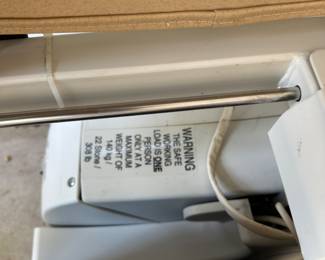 WARNING
THE SAFE
WORKING
LOAD IS ONE
PERSON
ONLY AT A
MAXIMUM
WEIGHT OF
140 kg /
22 Stone /
308 lb